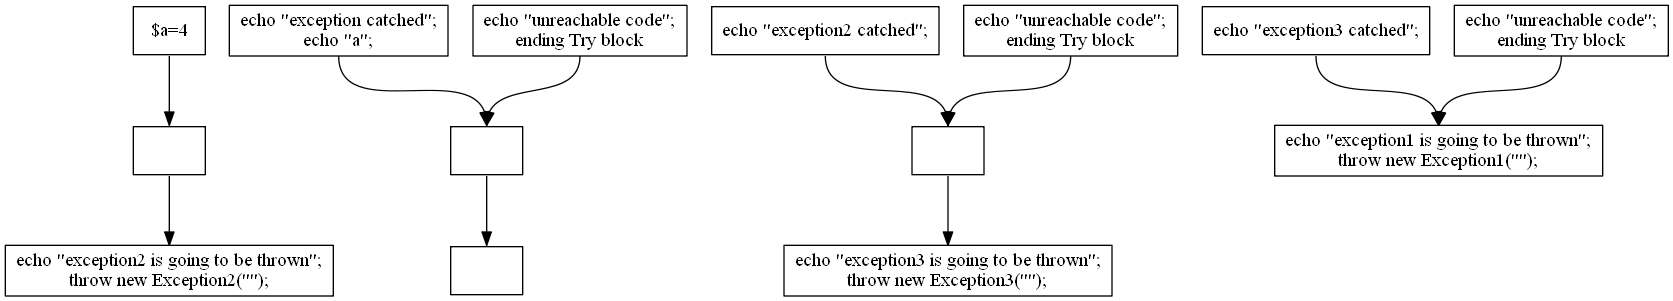 $a=4
echo "exception catched";
echo "a";
echo "unreachable code";
ending Try block
echo "exception2 catched";
echo "unreachable code";
ending Try block
echo "exception3 catched";
echo "unreachable code";
ending Try block
echo "exception1 is going to be thrown";
throw new Exception1("");
echo "exception2 is going to be thrown";
throw new Exception2("");
echo "exception3 is going to be thrown";
throw new Exception3("");